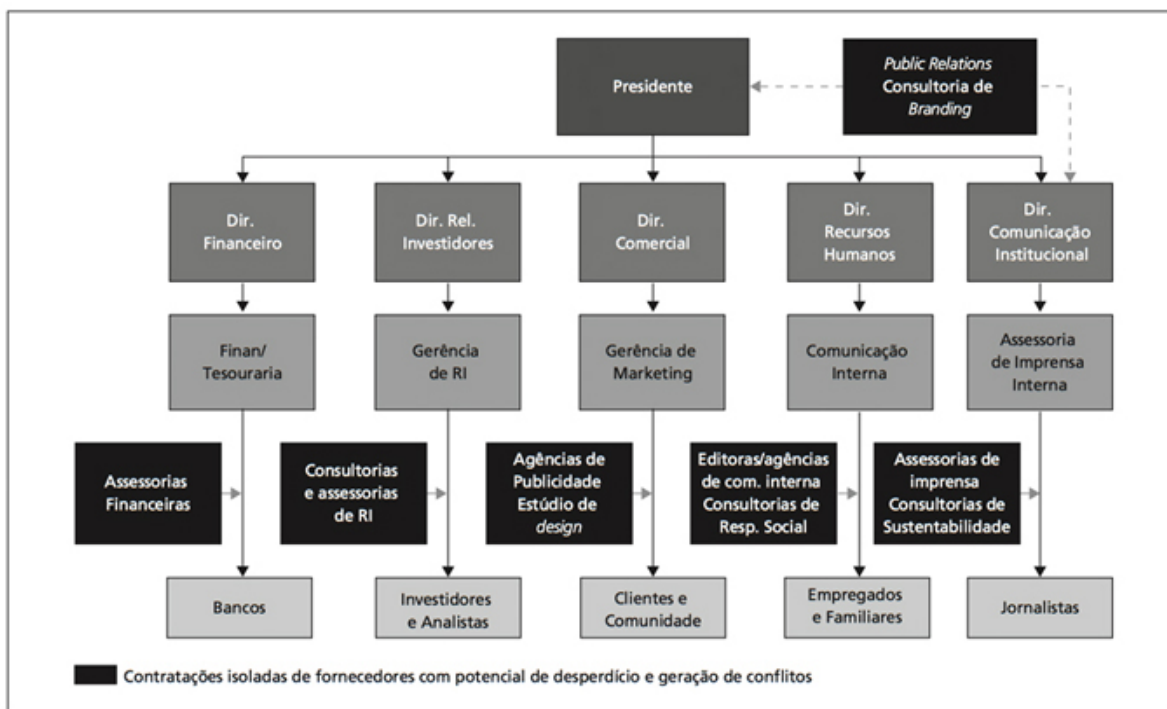 Presidente
Public Relations
Consultoria de
Branding
Dir.
Financeiro
Dir. Rel.
Investidores
Dir.
Comercial
Dir.
Recursos
Humanos
Dir.
Comunicação
Institucional
Finan/
Tesouraria
Gerência
de RI
Gerência de
Marketing
Comunicação
Interna
Assessoria
de Imprensa
Interna
Assessorias
Financeiras
Consultorias
e assessorias
de RI
Agências de
Publicidade
Estúdio de
design
Editoras/agências
de com. interna
Consultorias de
Resp. Social
Assessorias de
imprensa
Consultorias de
Sustentabilidade
Bancos
Investidores
e Analistas
Clientes e
Comunidade
Empregados
e Familiares
Jornalistas
Contratações isoladas de fornecedores com potencial de desperdício e geração de conflitos